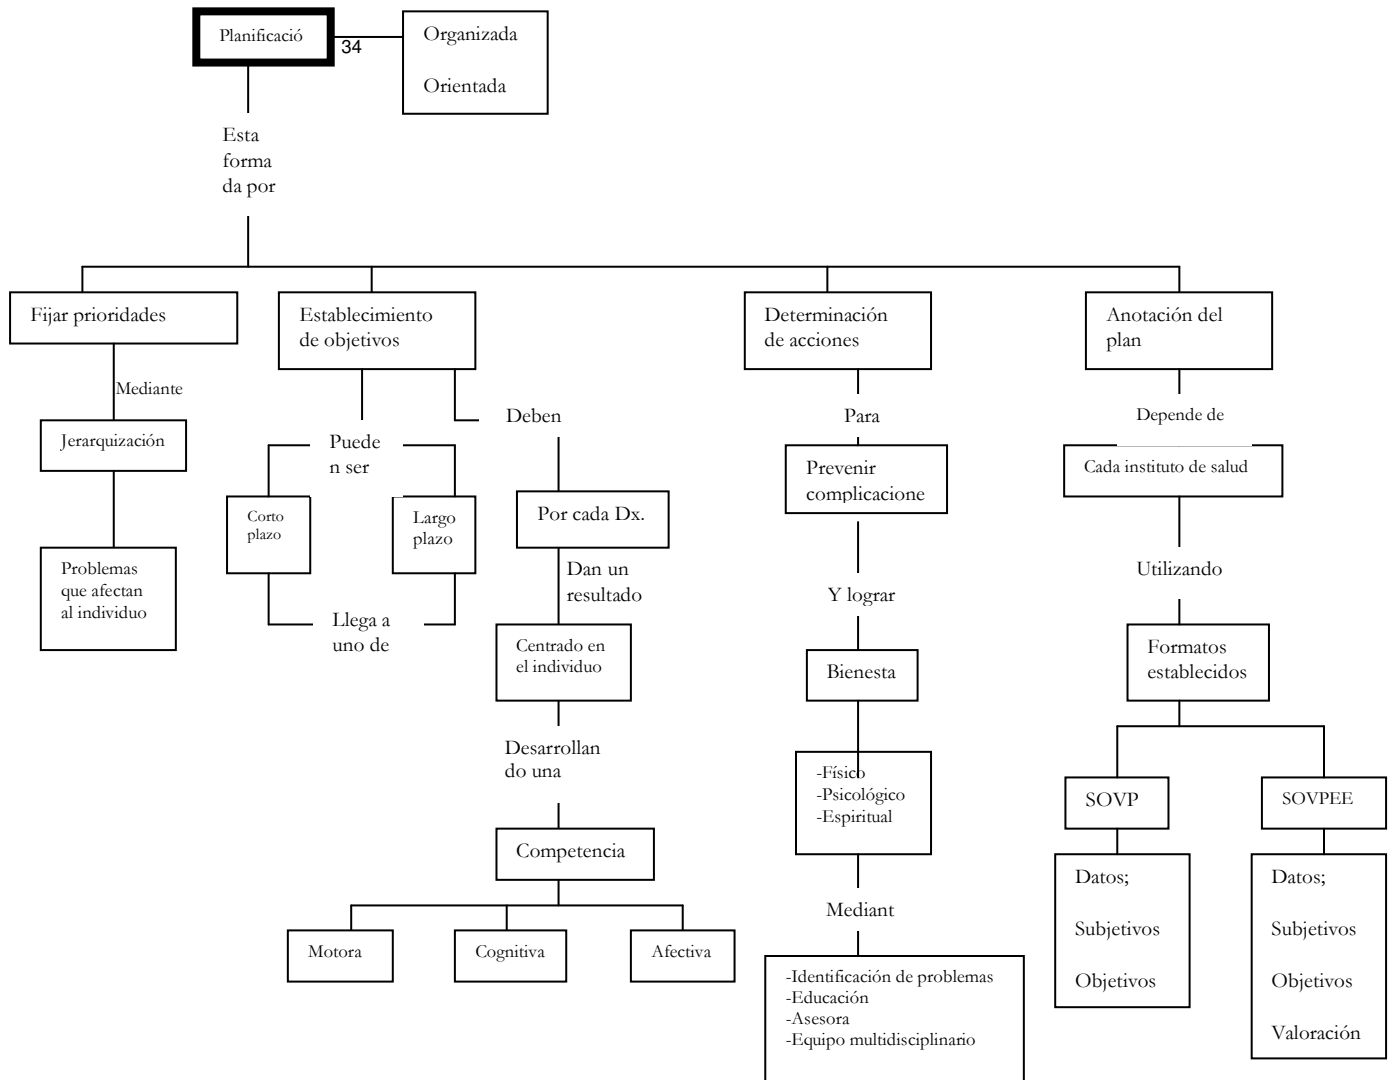 Planificació
34
Organizada
Orientada
Esta
forma
da por
Fijar prioridades
Establecimiento
de objetivos
Determinación
de acciones
Anotación del
plan
Mediante
Jerarquización
Problemas
que afectan
al individuo
Puede
n ser
Corto
plazo
Largo
plazo
Llega a
uno de
Deben
Por cada Dx.
Dan un
resultado
Centrado en
el individuo
Desarrollan
do una
Competencia
Motora
Cognitiva
Afectiva
Para
Prevenir
complicacione
Y lograr
Bienesta
-Físico
-Psicológico
-Espiritual
Mediant
-Identificación de problemas
-Educación
-Asesora
-Equipo multidisciplinario
Depende de
Cada instituto de salud
Utilizando
Formatos
establecidos
SOVP
SOVPEE
Datos;
Subjetivos
Objetivos
Datos;
Subjetivos
Objetivos
Valoración